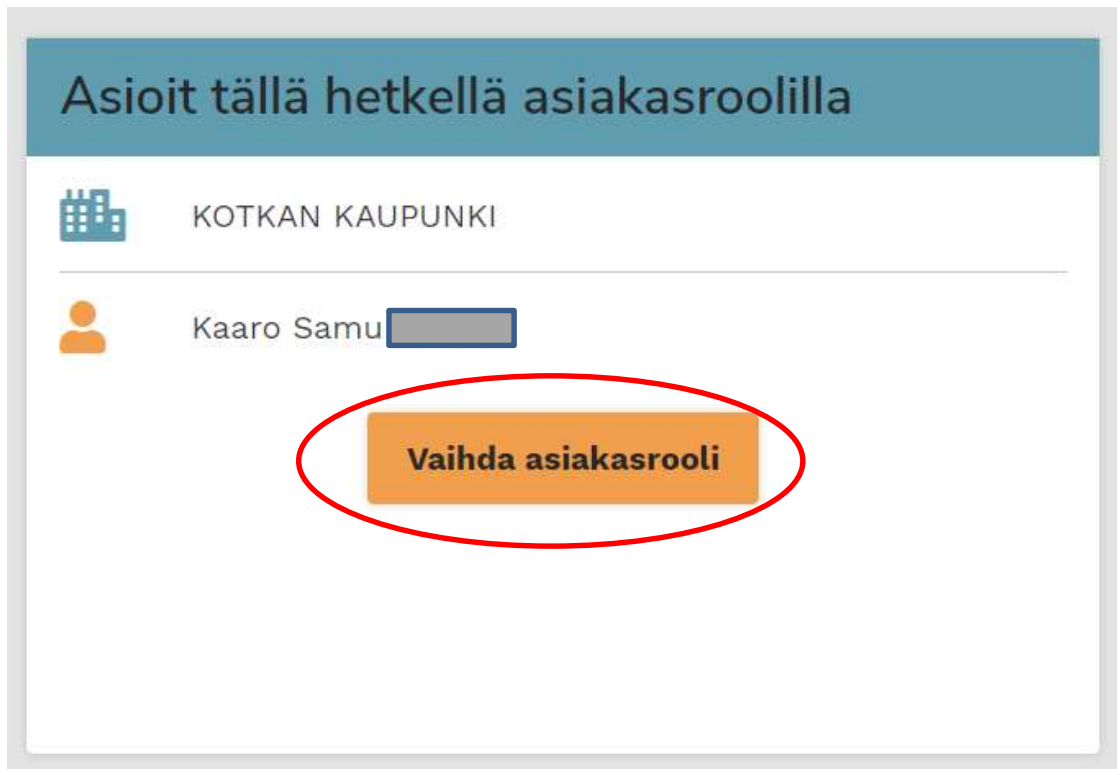 Asioit tällä hetkellä asiakasroolilla
KOTKAN KAUPUNKI
Kaaro Samu
Vaihda asiakasrooli